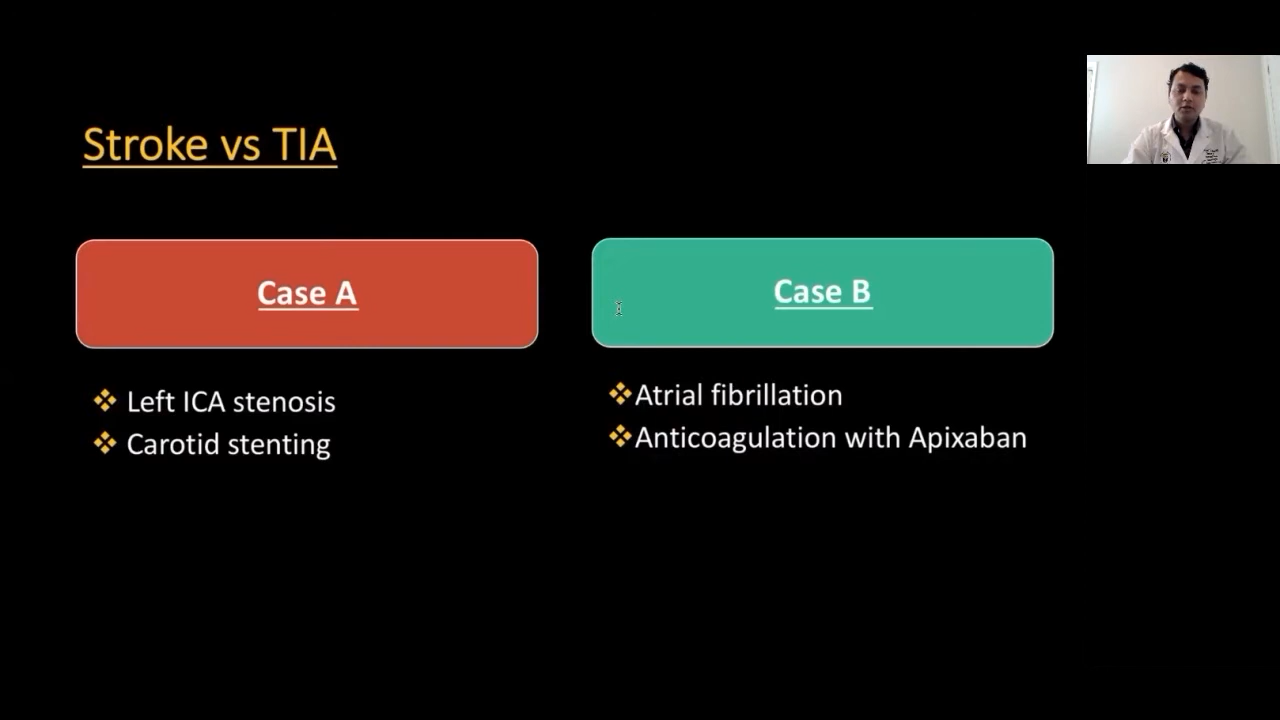 Stroke vs TIA
Case A
Left ICA stenosis
Carotid stenting
Case B
Atrial fibrillation
Anticoagulation with Apixaban